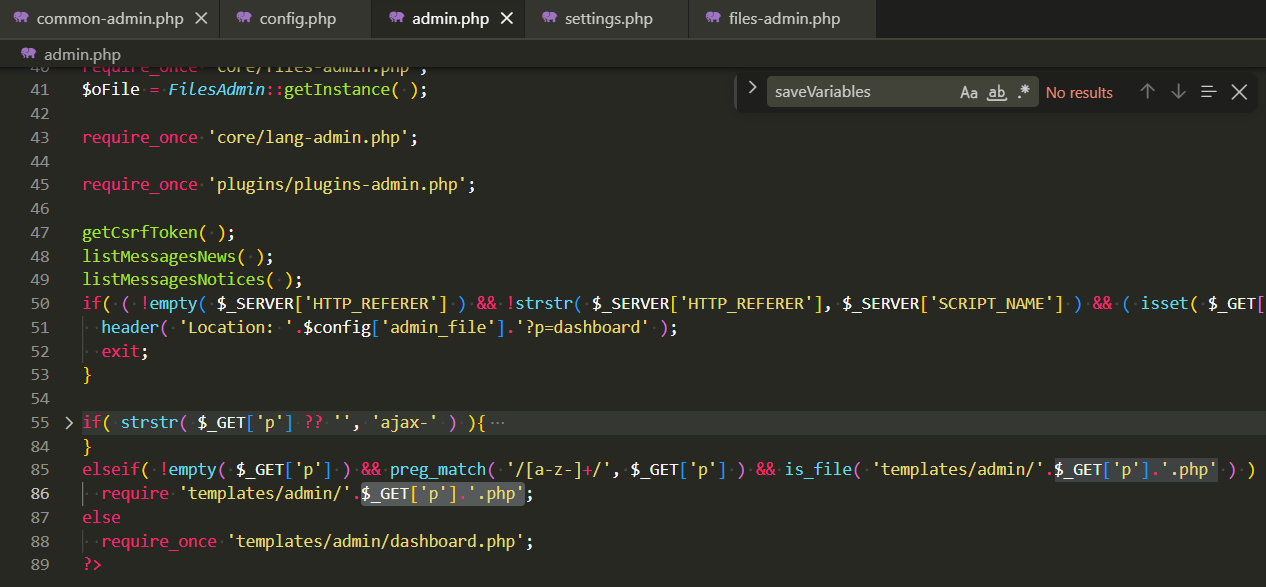 common-admin.php
config.php
admin.php
settings.php
files-admin.php
admin.php
saveVariables
Aa ab .* No results
40 require_once 'core/files-admin.php';
41 $oFile = FilesAdmin::getInstance( );
42
43 require_once 'core/lang-admin.php';
44
45 require_once 'plugins/plugins-admin.php';
46
47 getCsrfToken( );
48 listMessagesNews( );
49 listMessagesNotices( );
50 if( ( !empty( $_SERVER['HTTP_REFERER'] ) && !strstr( $_SERVER['HTTP_REFERER'], $_SERVER['SCRIPT_NAME'] ) && ( isset( $_GET[
51 header( 'Location: '.$config['admin_file'].'?p=dashboard' );
52 exit;
53 }
54
55 if( strstr( $_GET['p'] ?? '', 'ajax-' ) ){ ···
84 }
85 elseif( !empty( $_GET['p'] ) && preg_match( '/[a-z-]+/', $_GET['p'] ) && is_file( 'templates/admin/'.$_GET['p'].'.php' ) )
86 require 'templates/admin/'.$_GET['p'].'.php';
87 else
88 require_once 'templates/admin/dashboard.php';
89 ?>